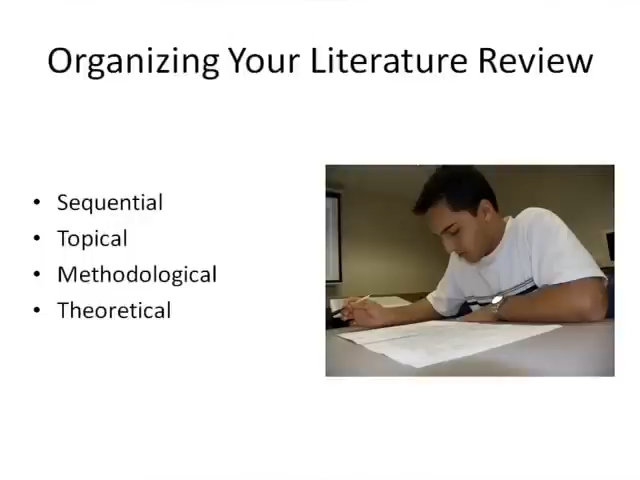 Organizing Your Literature Review
• Sequential
• Topical
• Methodological
• Theoretical